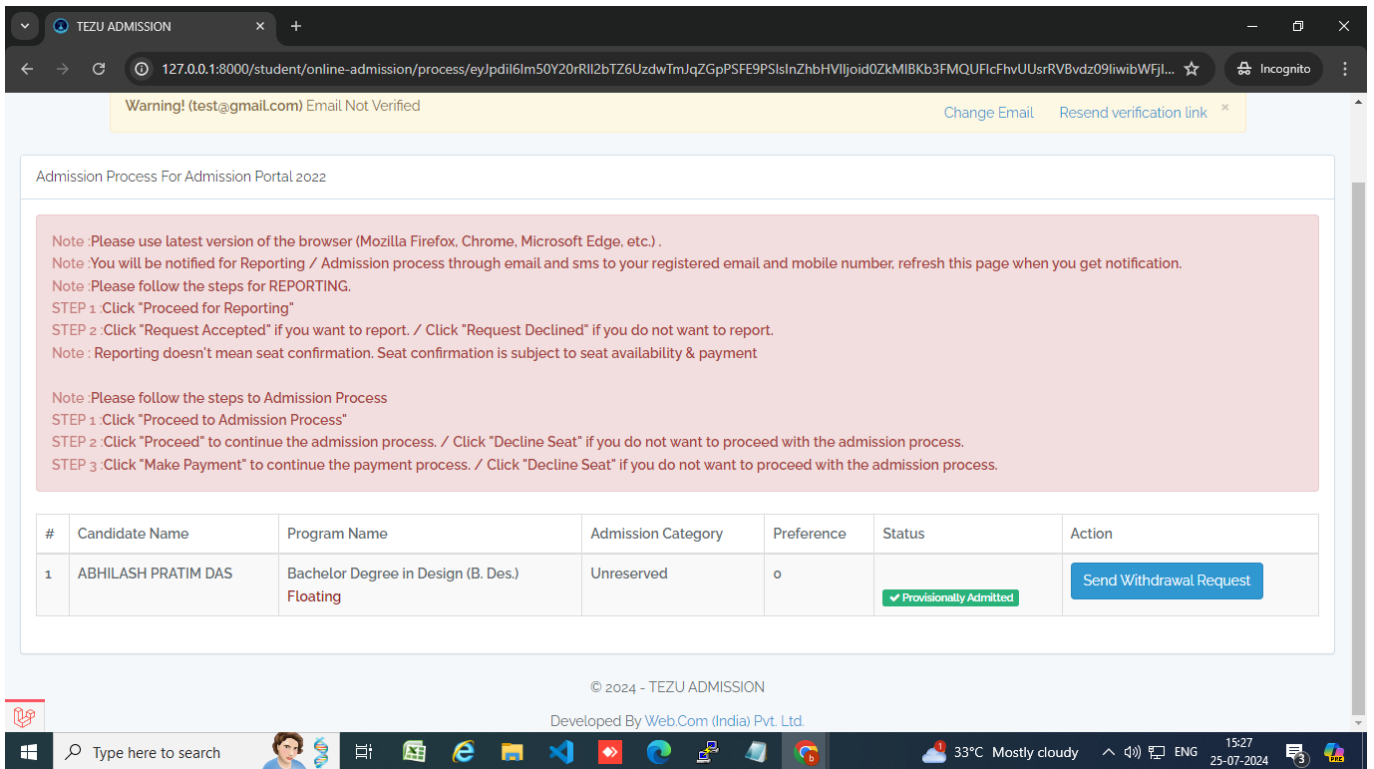 TEZU ADMISSION
127.0.0.1:8000/student/online-admission/process/
Incognito
Warning! (test@gmail.com) Email Not Verified
Change Email Resend verification link ×
Admission Process For Admission Portal 2022
Note :Please use latest version of the browser (Mozilla Firefox, Chrome, Microsoft Edge, etc.) .
Note :You will be notified for Reporting / Admission process through email and sms to your registered email and mobile number, refresh this page when you get notification.
Note :Please follow the steps for REPORTING.
STEP 1 :Click "Proceed for Reporting"
STEP 2 :Click "Request Accepted" if you want to report. / Click "Request Declined" if you do not want to report.
Note : Reporting doesn't mean seat confirmation. Seat confirmation is subject to seat availability & payment
Note :Please follow the steps to Admission Process
STEP 1 :Click "Proceed to Admission Process"
STEP 2 :Click "Proceed" to continue the admission process. / Click "Decline Seat" if you do not want to proceed with the admission process.
STEP 3 :Click "Make Payment" to continue the payment process. / Click "Decline Seat" if you do not want to proceed with the admission process.
# Candidate Name Program Name Admission Category Preference Status Action
1 ABHILASH PRATIM DAS Bachelor Degree in Design (B. Des.) Unreserved 0 Send Withdrawal Request
Floating Provisionally Admitted
© 2024 - TEZU ADMISSION
Developed By Web.Com (India) Pvt. Ltd.
Type here to search
33°C Mostly cloudy
ENG
15:27
25-07-2024
3
PRE